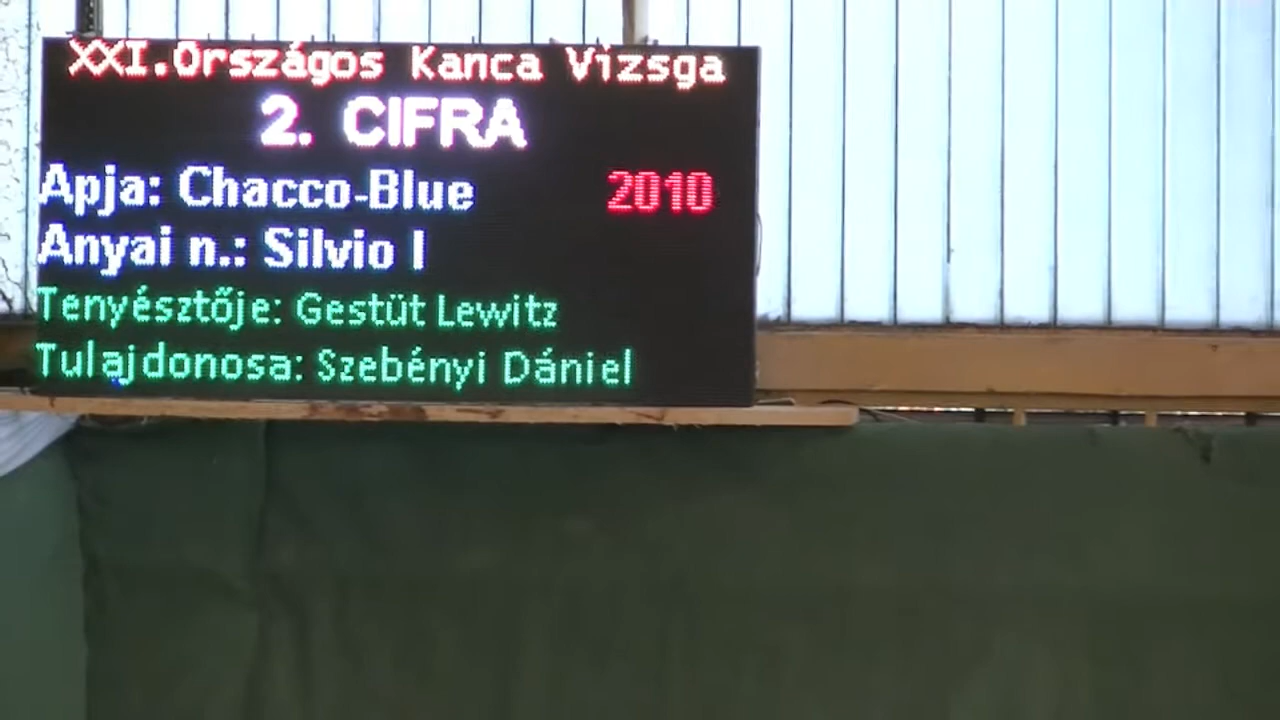 XXI.Országos Kanca Vizsga
2. CIFRA
Apja: Chacco-Blue 2010
Anyai n.: Silvio I
Tenyésztője: Gestüt Lewitz
Tulajdonosa: Szebényi Dániel